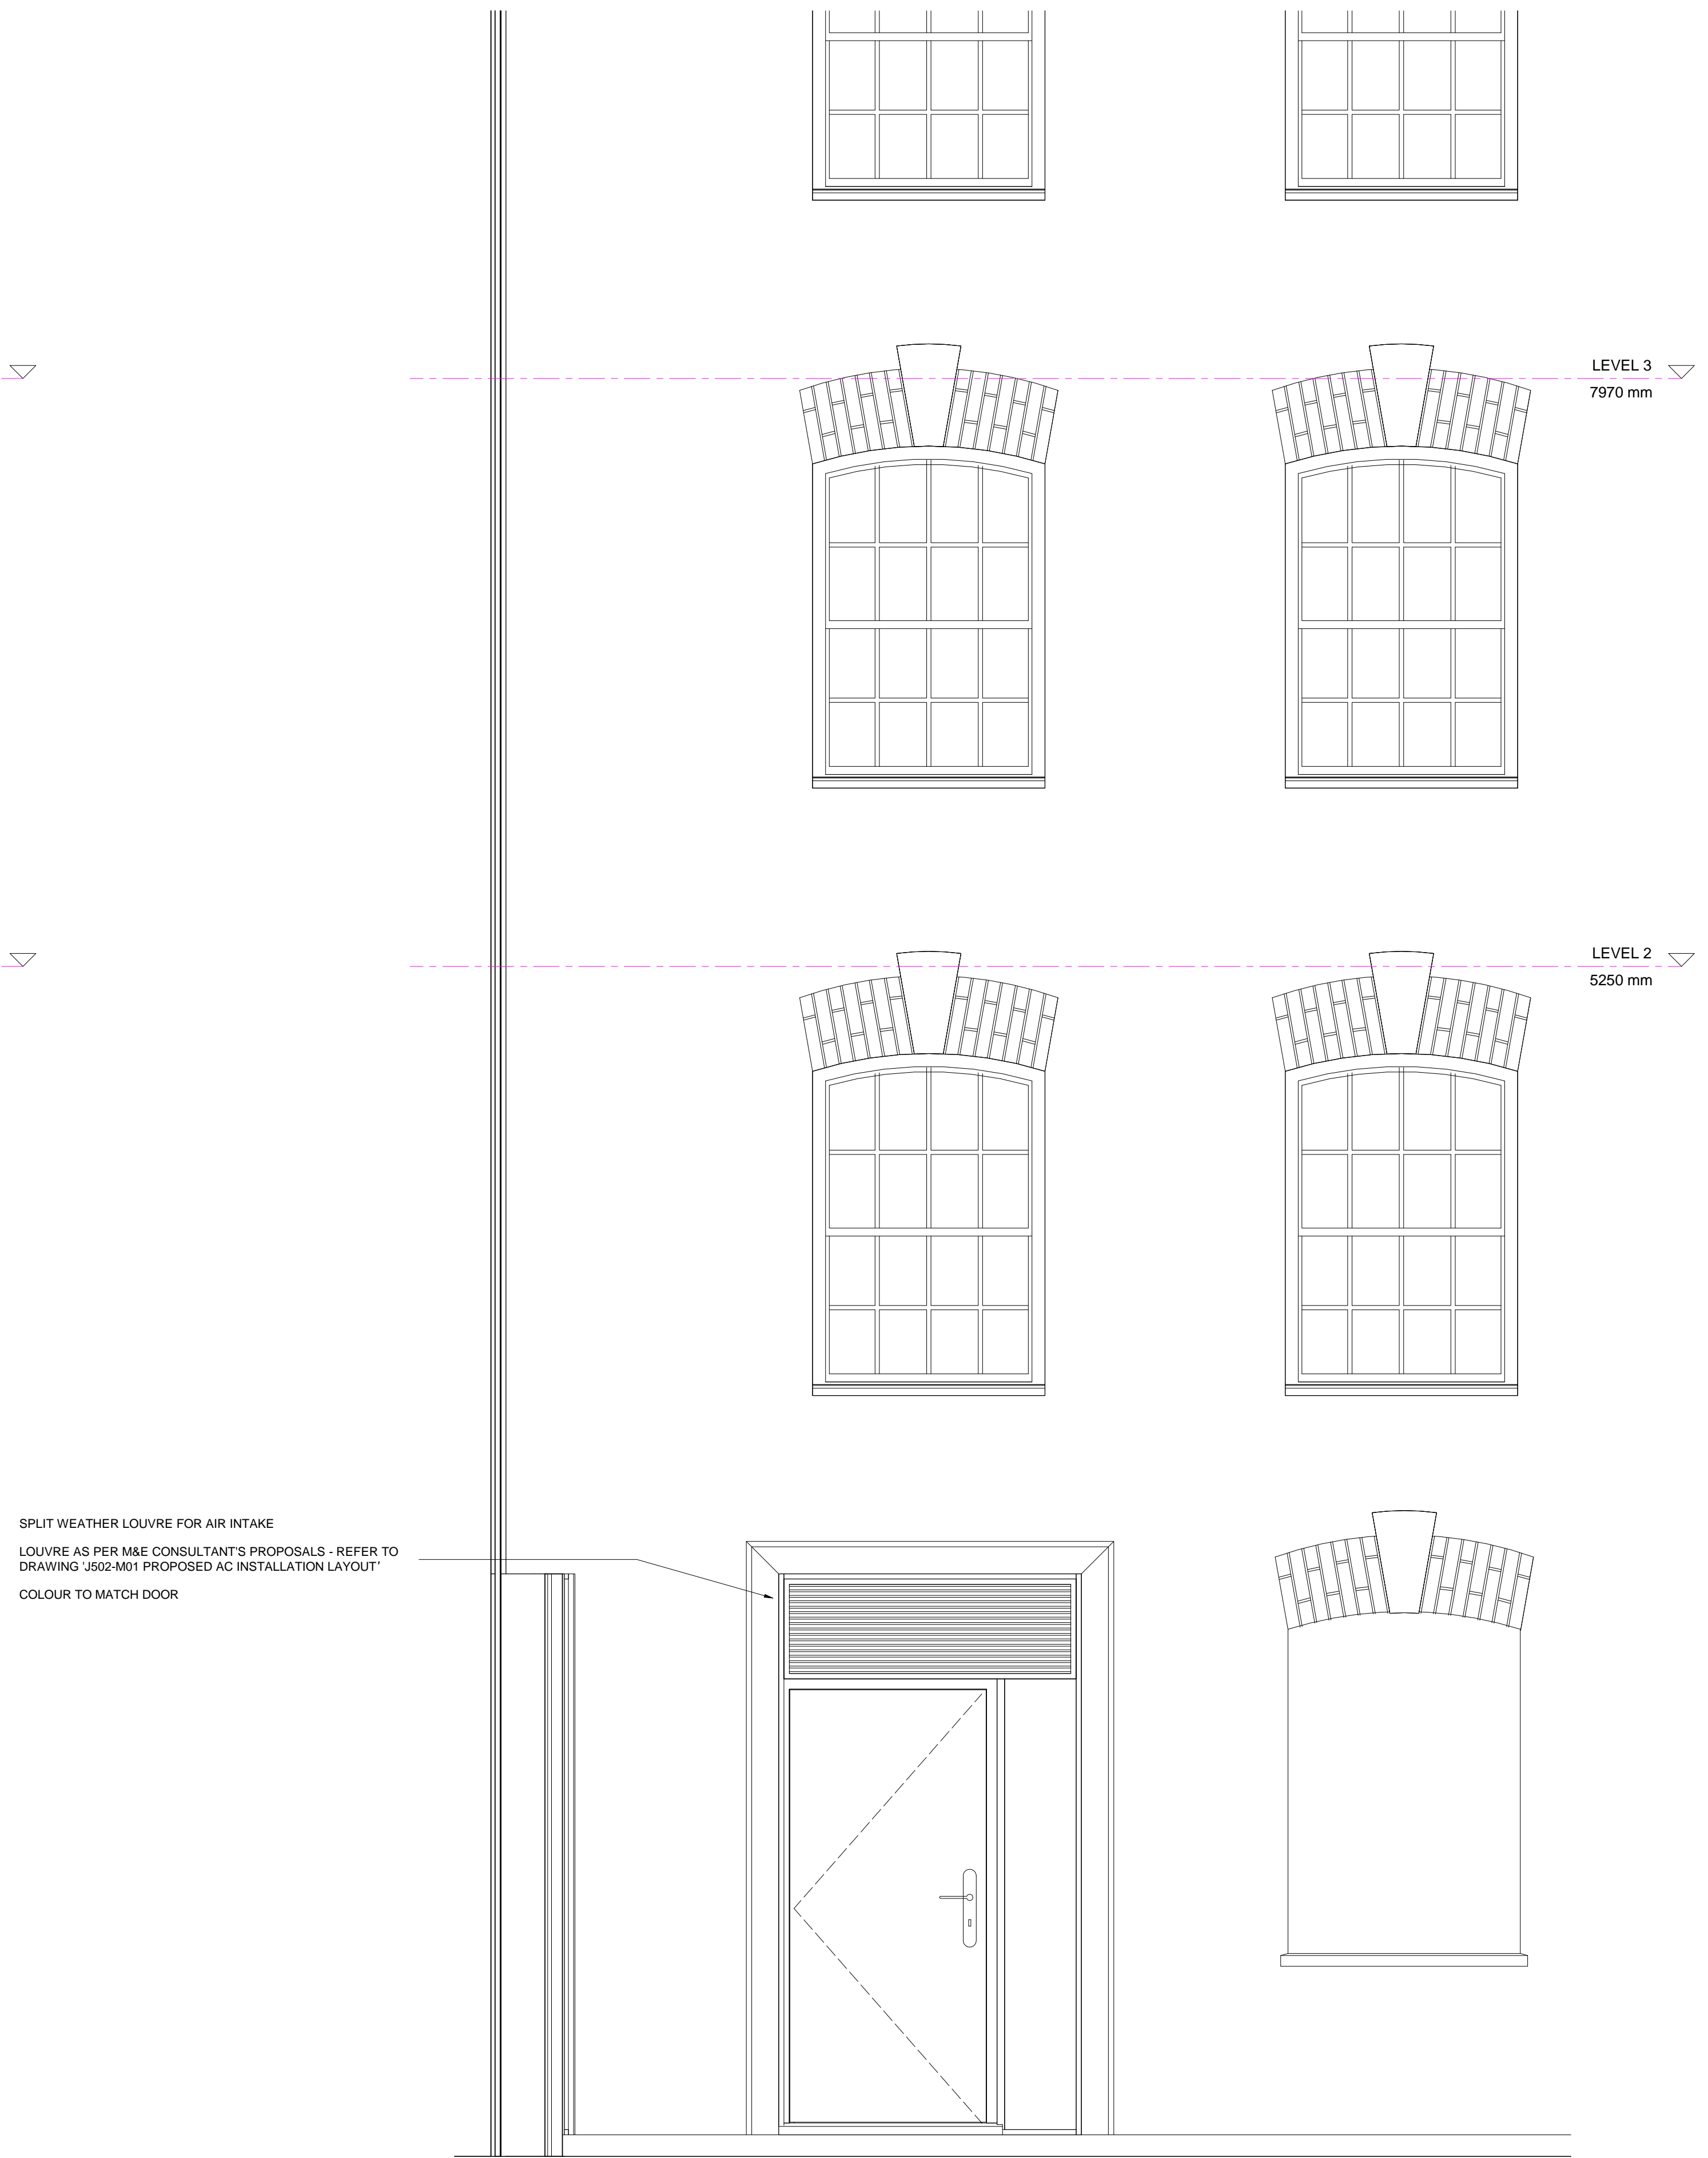 LEVEL 3
7970 mm
LEVEL 2
5250 mm
SPLIT WEATHER LOUVRE FOR AIR INTAKE
LOUVRE AS PER M&E CONSULTANT'S PROPOSALS - REFER TO
DRAWING 'J502-M01 PROPOSED AC INSTALLATION LAYOUT'
COLOUR TO MATCH DOOR